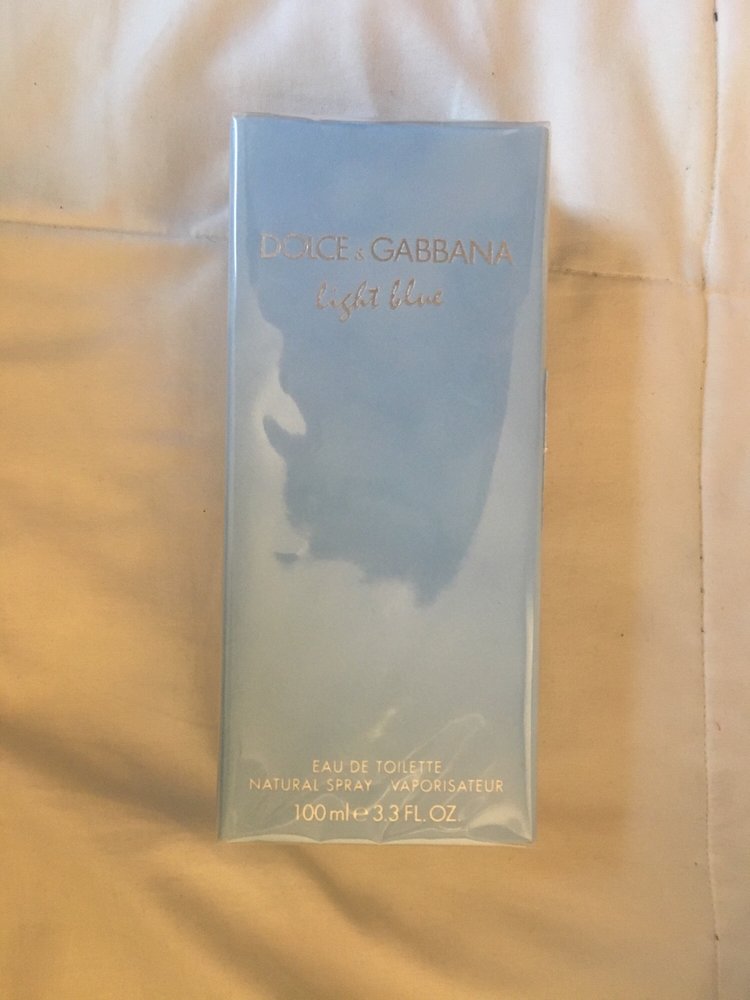 DOLCE & GABBANA
light blue
EAU DE TOILETTE
NATURAL SPRAY VAPORISATEUR
100 ml e 3.3 FL. OZ.